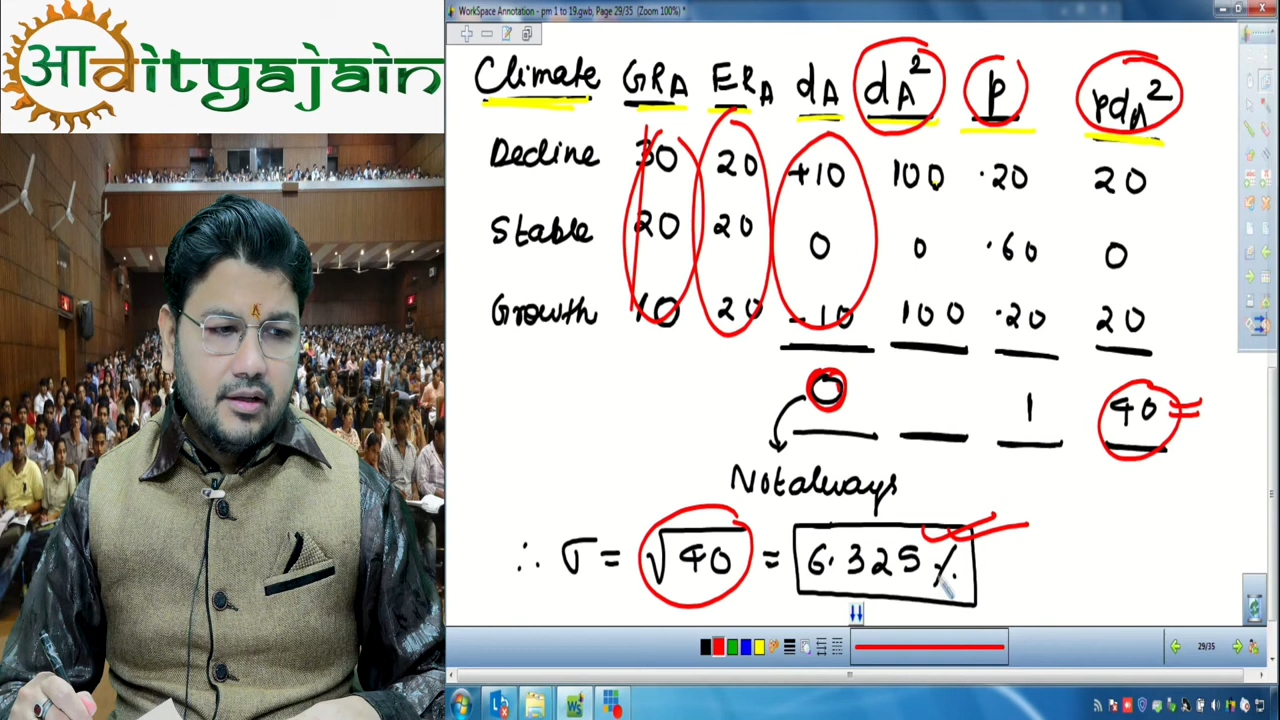 आdityajain
WorkSpace Annotation - pm 1 to 19.gwb, Page 29/35 (Zoom 100%) *
Climate GRA ERA dA dA² p pdA²
Decline 30 20 +10 100 .20 20
Stable 20 20 0 0 .60 0
Growth 10 20 -10 100 .20 20
0 1 40
Not always
∴ σ = √40 = 6.325%
29/35